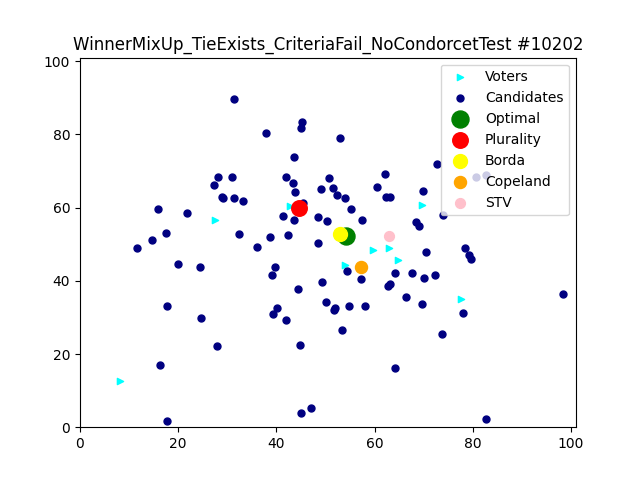 WinnerMixUp_TieExists_CriteriaFail_NoCondorcetTest #10202
100
80
60
40
20
0
0 20 40 60 80 100
Voters
Candidates
Optimal
Plurality
Borda
Copeland
STV